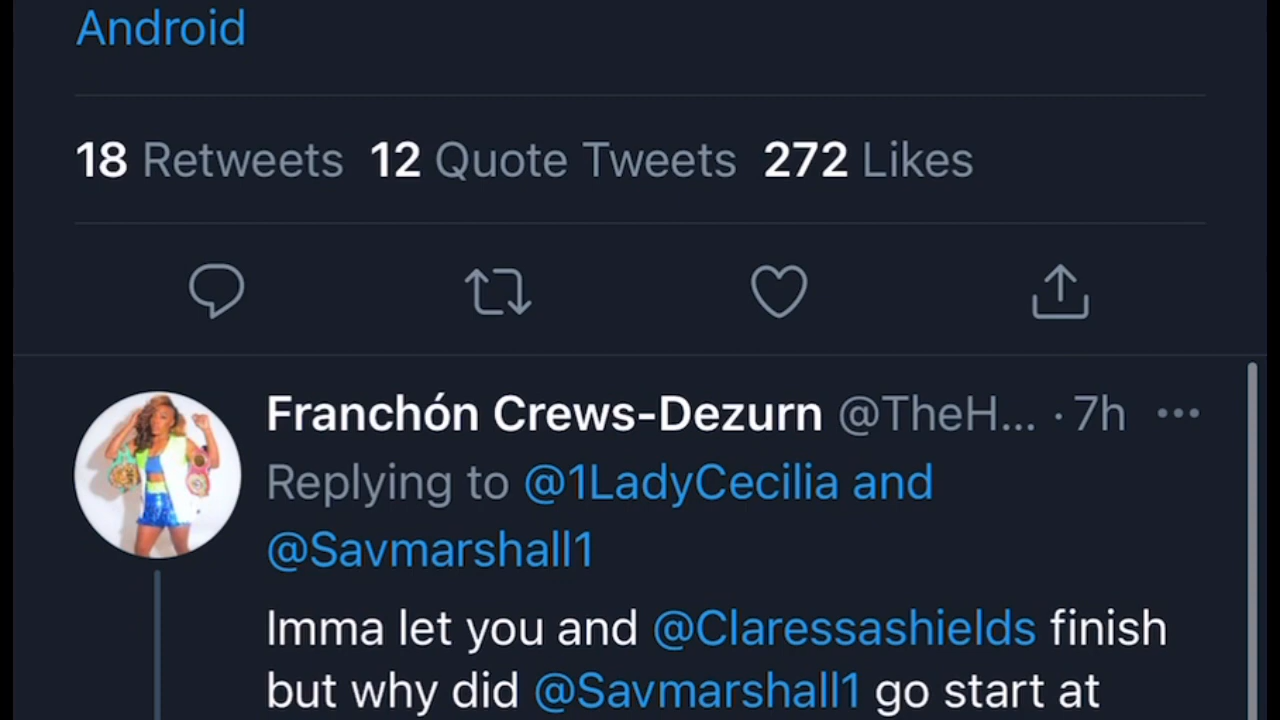 Android
18 Retweets 12 Quote Tweets 272 Likes
Franchón Crews-Dezurn @TheH... · 7h ...
Replying to @1LadyCecilia and
@Savmarshall1
Imma let you and @Claressashields finish
but why did @Savmarshall1 go start at